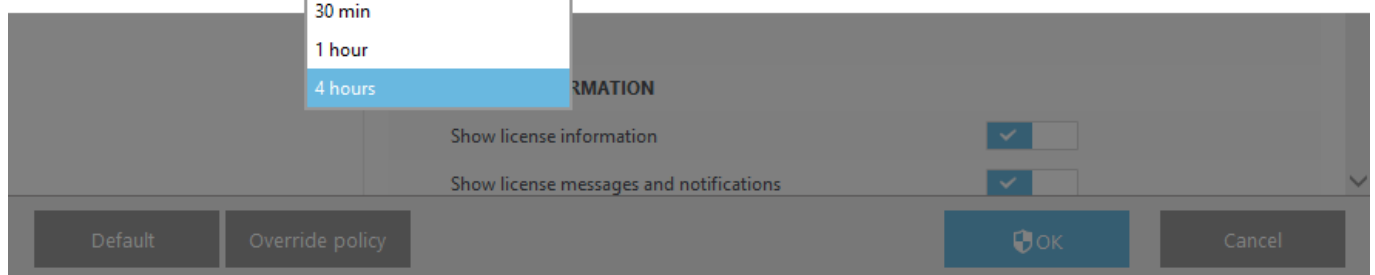 30 min
1 hour
4 hours
RMATION
Show license information
Show license messages and notifications
Default
Override policy
OK
Cancel